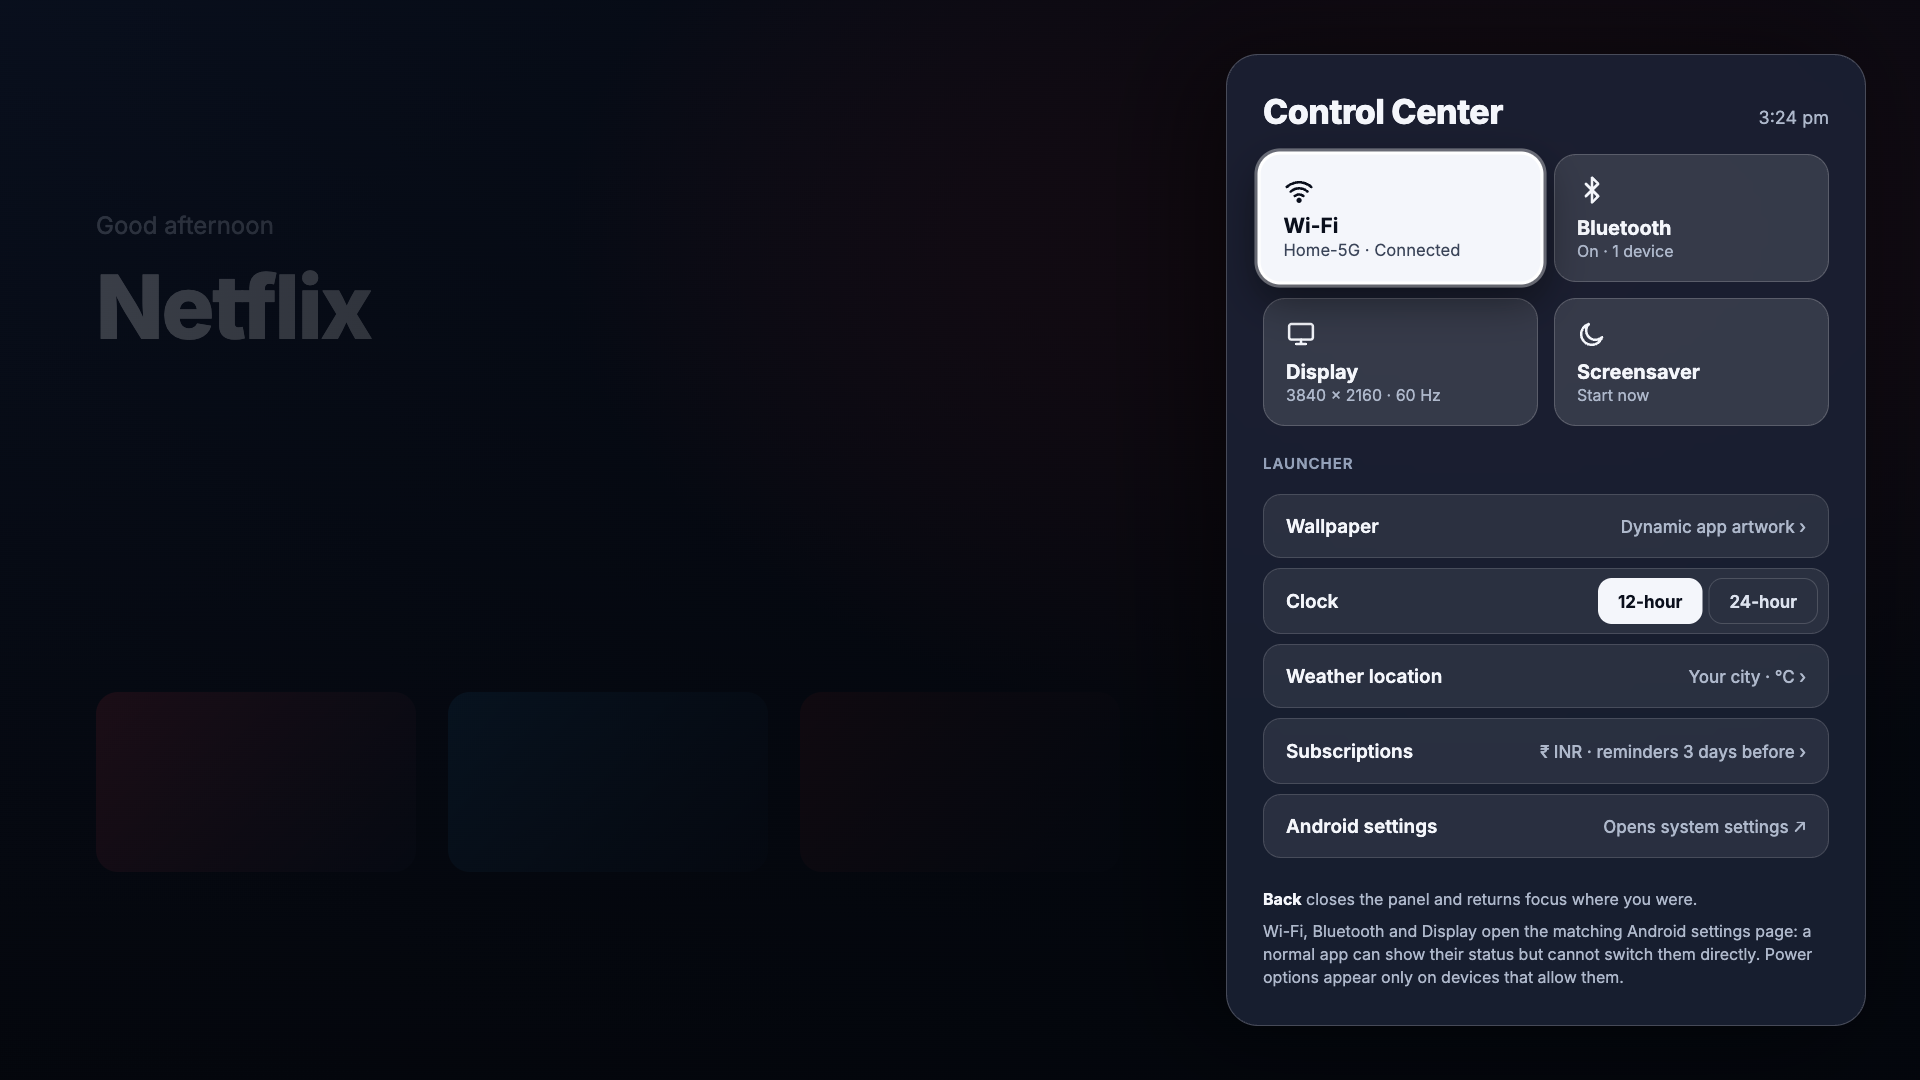 Good afternoon
Netflix
Control Center
3:24 pm
Wi-Fi
Home-5G · Connected
Bluetooth
On · 1 device
Display
3840 × 2160 · 60 Hz
Screensaver
Start now
LAUNCHER
Wallpaper
Dynamic app artwork ›
Clock
12-hour
24-hour
Weather location
Your city · °C ›
Subscriptions
₹ INR · reminders 3 days before ›
Android settings
Opens system settings ↗
Back closes the panel and returns focus where you were.
Wi-Fi, Bluetooth and Display open the matching Android settings page: a
normal app can show their status but cannot switch them directly. Power
options appear only on devices that allow them.